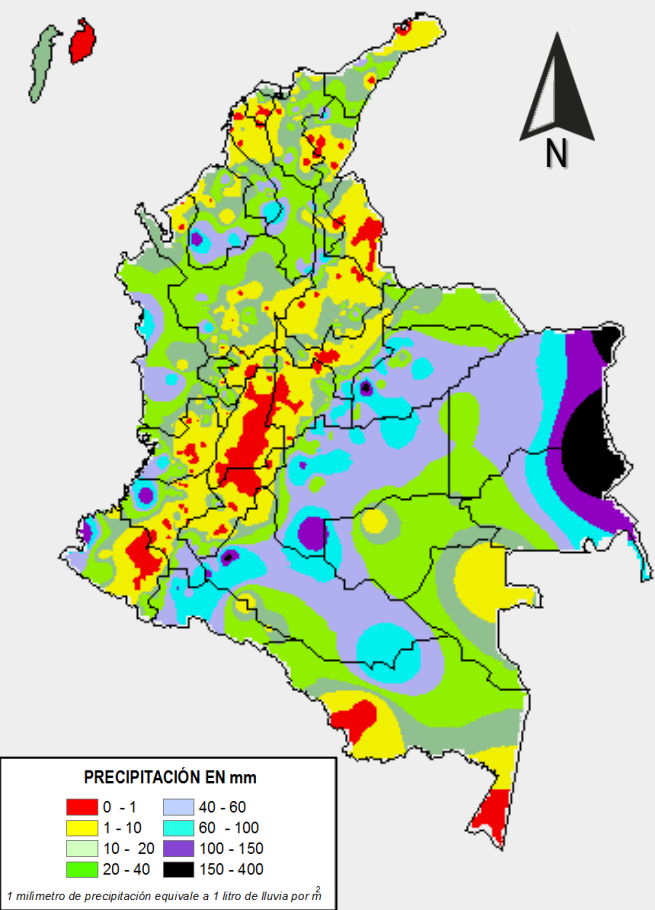 N
PRECIPITACIÓN EN mm
0 - 1
40 - 60
1 - 10
60 - 100
10 - 20
100 - 150
20 - 40
150 - 400
1 milimetro de precipitación equivale a 1 litro de lluvia por m²